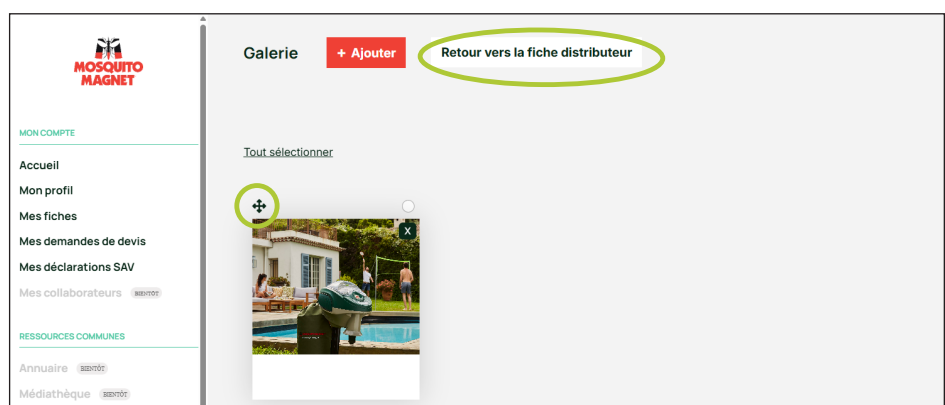 MOSQUITO
MAGNET
MON COMPTE
Accueil
Mon profil
Mes fiches
Mes demandes de devis
Mes déclarations SAV
Mes collaborateurs BIENTÔT
RESSOURCES COMMUNES
Annuaire BIENTÔT
Médiathèque BIENTÔT
Galerie + Ajouter Retour vers la fiche distributeur
Tout sélectionner
X